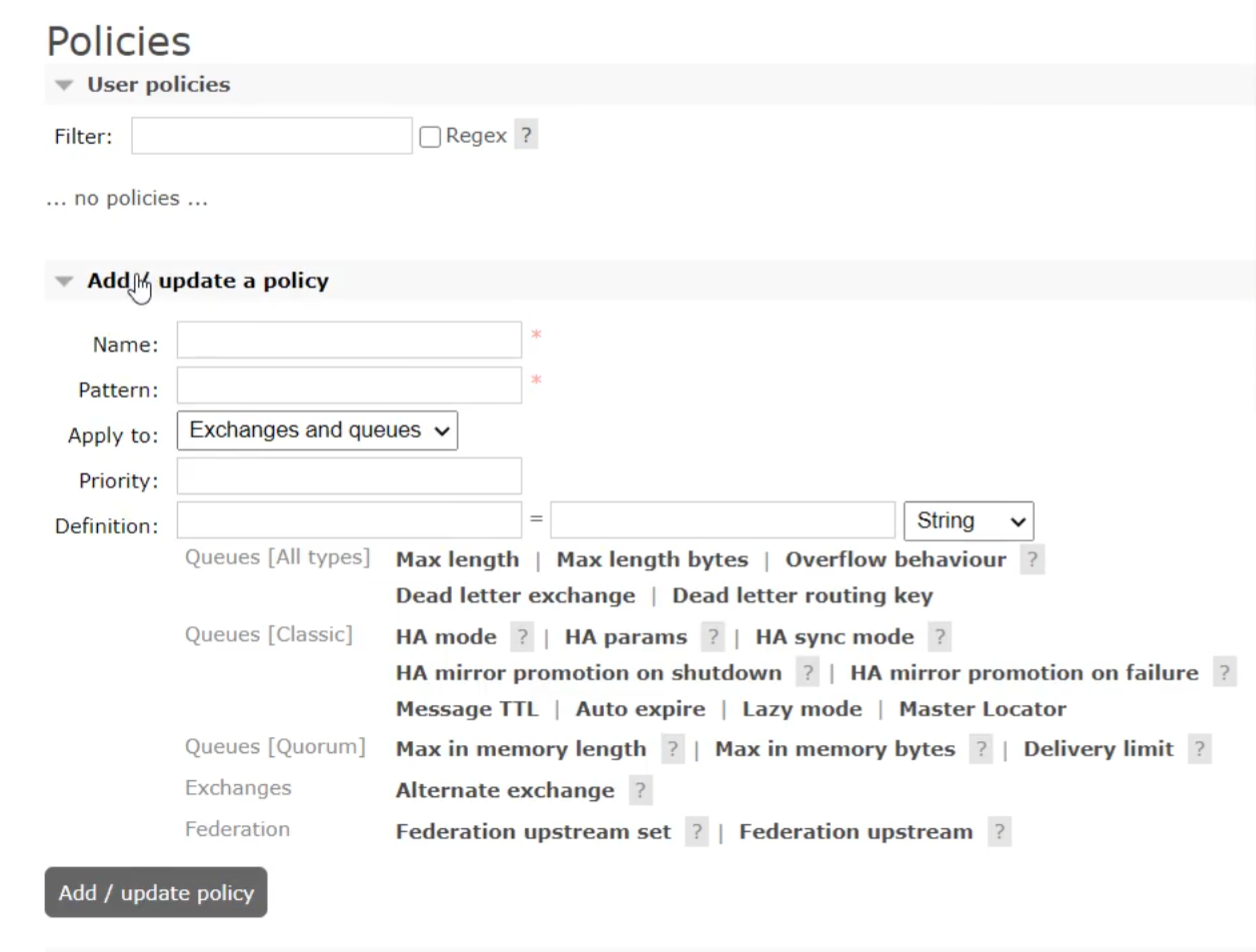 Policies
User policies
Filter: Regex ?
... no policies ...
Add / update a policy
Name: *
Pattern: *
Apply to: Exchanges and queues
Priority:
Definition: = String
Queues [All types] Max length | Max length bytes | Overflow behaviour ?
Dead letter exchange | Dead letter routing key
Queues [Classic] HA mode ? | HA params ? | HA sync mode ?
HA mirror promotion on shutdown ? | HA mirror promotion on failure ?
Message TTL | Auto expire | Lazy mode | Master Locator
Queues [Quorum] Max in memory length ? | Max in memory bytes ? | Delivery limit ?
Exchanges Alternate exchange ?
Federation Federation upstream set ? | Federation upstream ?
Add / update policy